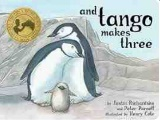 and
tango
makes
three
by Justin Richardson
and Peter Parnell
illustrated by Henry Cole